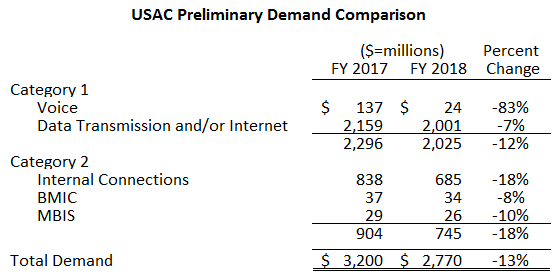 USAC Preliminary Demand Comparison
($=millions) Percent
FY 2017 FY 2018 Change
Category 1
Voice $ 137 $ 24 -83%
Data Transmission and/or Internet 2,159 2,001 -7%
2,296 2,025 -12%
Category 2
Internal Connections 838 685 -18%
BMIC 37 34 -8%
MBIS 29 26 -10%
904 745 -18%
Total Demand $ 3,200 $ 2,770 -13%